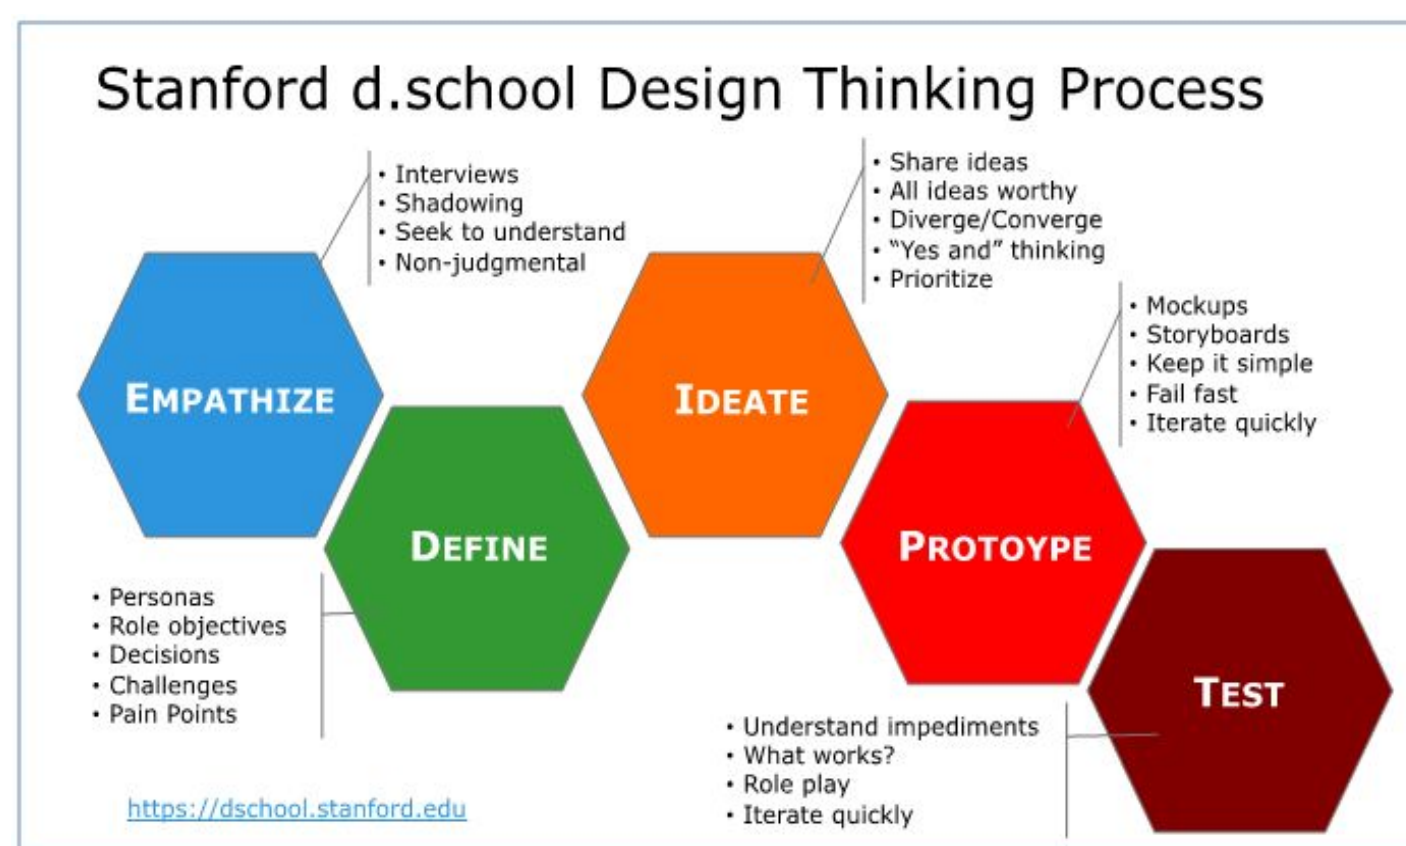 Stanford d.school Design Thinking Process
• Interviews
• Shadowing
• Seek to understand
• Non-judgmental
EMPATHIZE
• Personas
• Role objectives
• Decisions
• Challenges
• Pain Points
DEFINE
• Share ideas
• All ideas worthy
• Diverge/Converge
• “Yes and” thinking
• Prioritize
IDEATE
• Mockups
• Storyboards
• Keep it simple
• Fail fast
• Iterate quickly
PROTOYPE
• Understand impediments
• What works?
• Role play
• Iterate quickly
TEST
https://dschool.stanford.edu